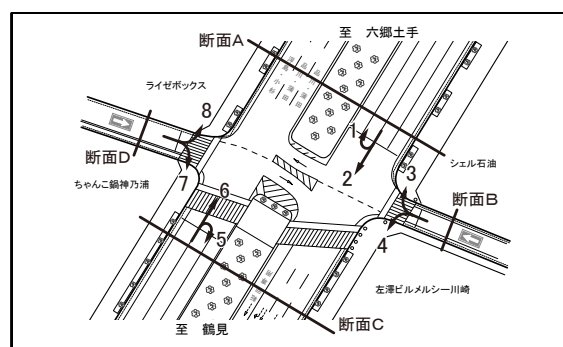 至 六郷土手
断面A
ライゼボックス
8
1
断面D
シェル石油
2
3
ちゃんこ鍋神乃浦
7
6
断面B
5
4
左澤ビルメルシー川崎
至 鶴見
断面C